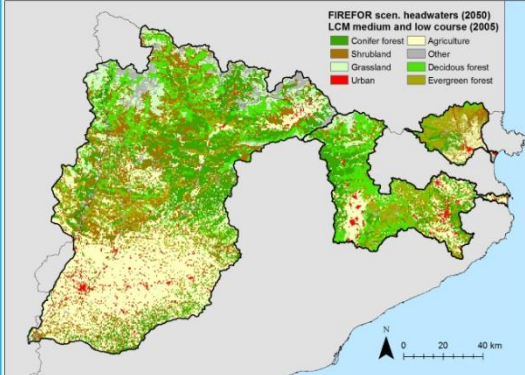 FIREFOR scen. headwaters (2050)
LCM medium and low course (2005)
Conifer forest Agriculture
Shrubland Other
Grassland Decidous forest
Urban Evergreen forest
N
0 20 40 km